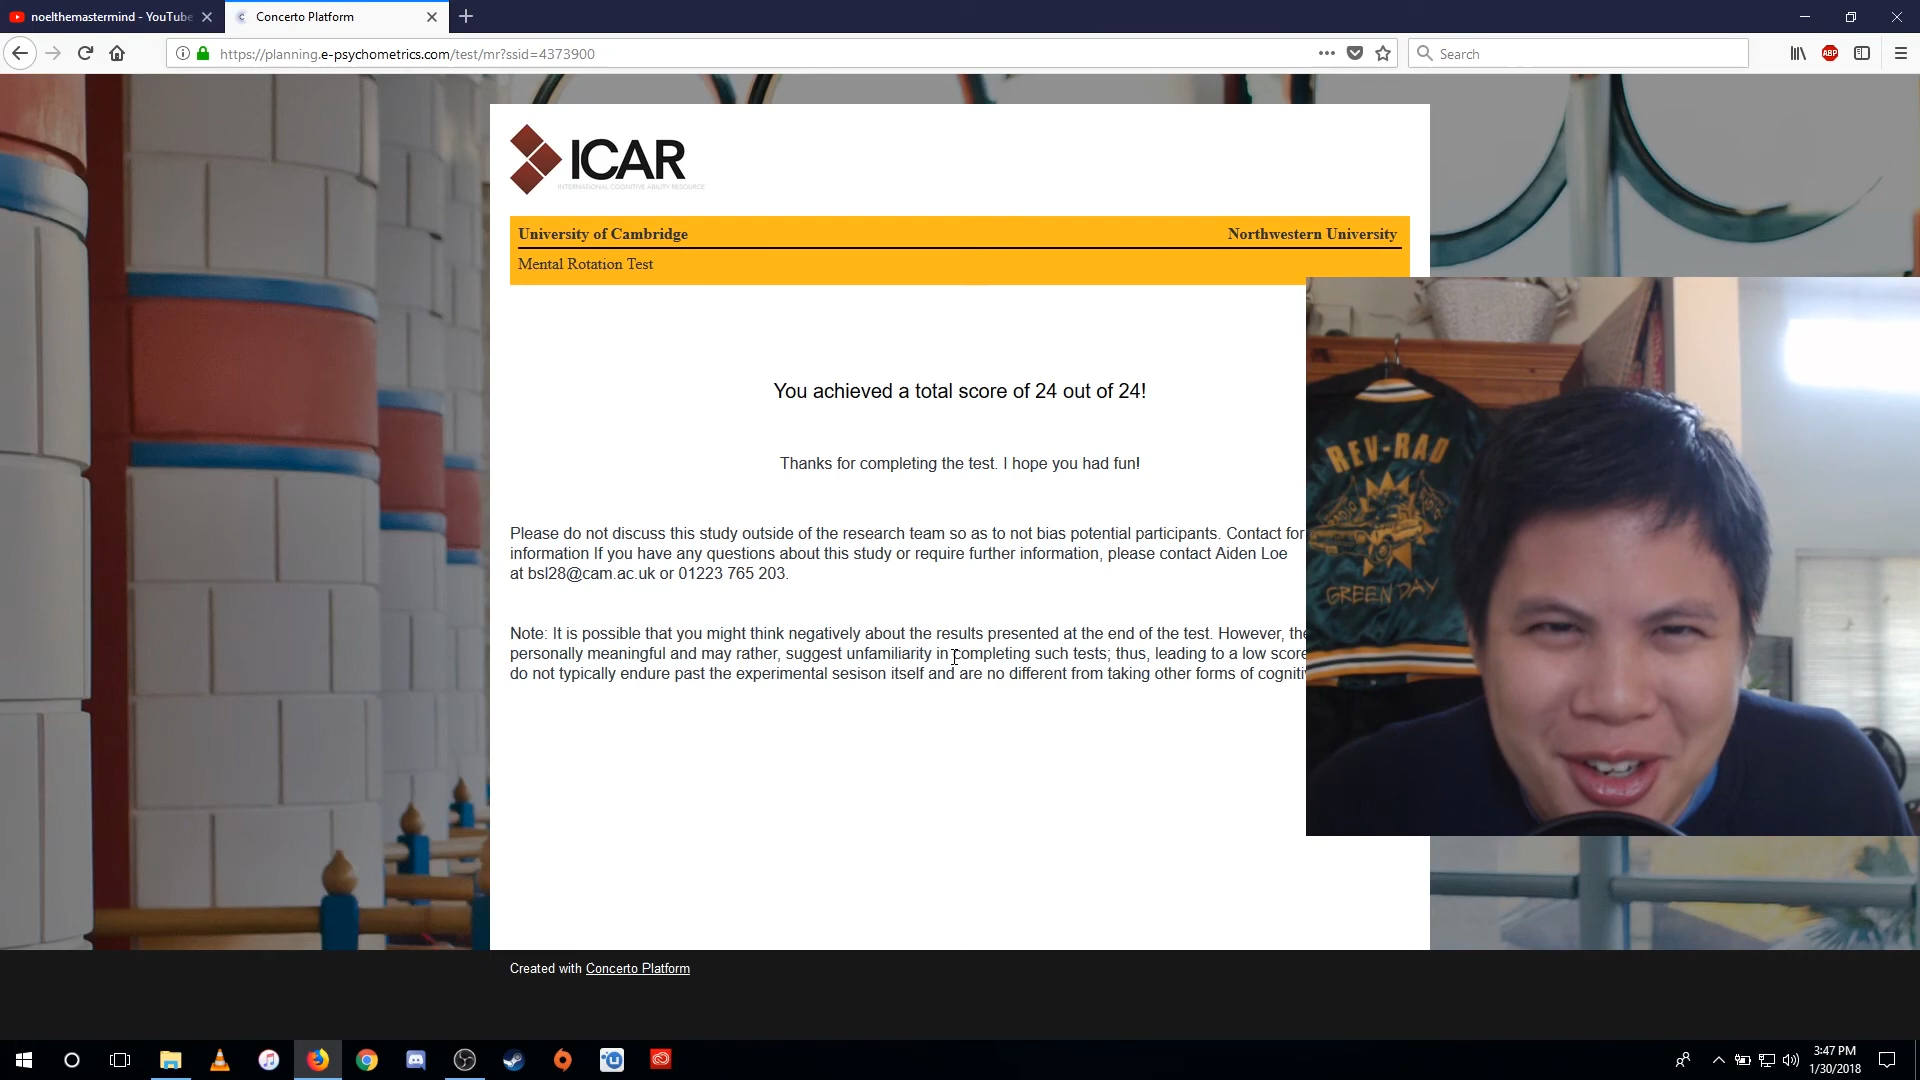 noelthemastermind - YouTube
Concerto Platform
https://planning.e-psychometrics.com/test/mr?ssid=4373900
Search
ABP
ICAR
INTERNATIONAL COGNITIVE ABILITY RESOURCE
University of Cambridge
Northwestern University
Mental Rotation Test
You achieved a total score of 24 out of 24!
Thanks for completing the test. I hope you had fun!
Please do not discuss this study outside of the research team so as to not bias potential participants. Contact for
information If you have any questions about this study or require further information, please contact Aiden Loe
at bsl28@cam.ac.uk or 01223 765 203.
Note: It is possible that you might think negatively about the results presented at the end of the test. However, the
personally meaningful and may rather, suggest unfamiliarity in completing such tests; thus, leading to a low score
do not typically endure past the experimental sesison itself and are no different from taking other forms of cogniti
REV-RAD
GREEN DAY
Created with Concerto Platform
3:47 PM
1/30/2018